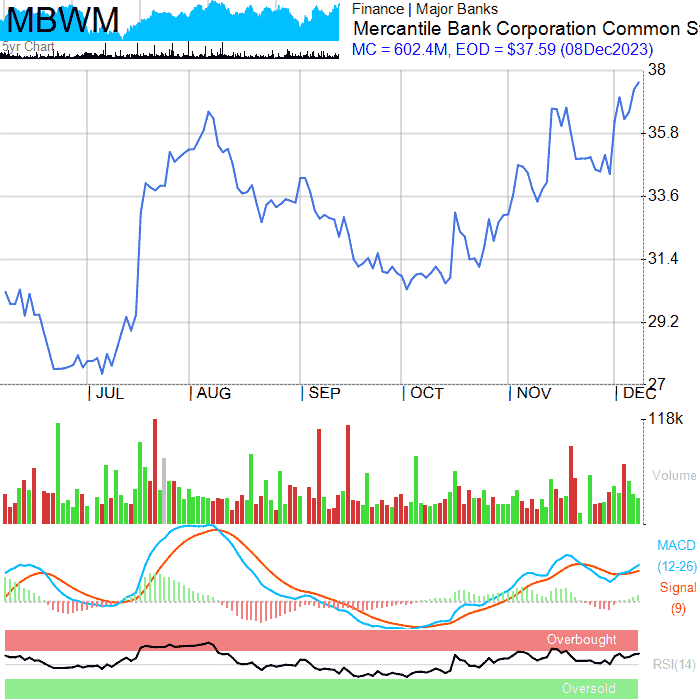 MBWM
5yr Chart
Finance | Major Banks
Mercantile Bank Corporation Common S
MC = 602.4M, EOD = $37.59 (08Dec2023)
38
35.8
33.6
31.4
29.2
27
JUL AUG SEP OCT NOV DEC
118k
Volume
MACD
(12-26)
Signal
(9)
Overbought
RSI(14)
Oversold